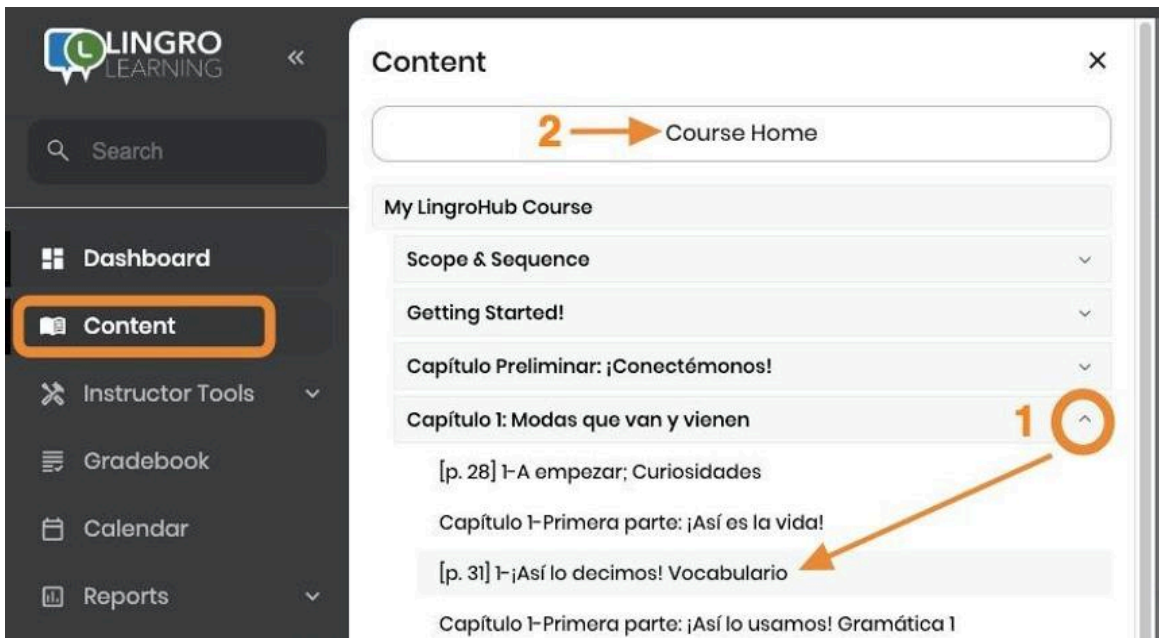 LINGRO
LEARNING
Search
Dashboard
Content
Instructor Tools
Gradebook
Calendar
Reports
Content
2 Course Home
My LingroHub Course
Scope & Sequence
Getting Started!
Capítulo Preliminar: ¡Conectémonos!
Capítulo 1: Modas que van y vienen 1
[p. 28] 1-A empezar; Curiosidades
Capítulo 1-Primera parte: ¡Así es la vida!
[p. 31] 1-¡Así lo decimos! Vocabulario
Capítulo 1-Primera parte: ¡Así lo usamos! Gramática 1